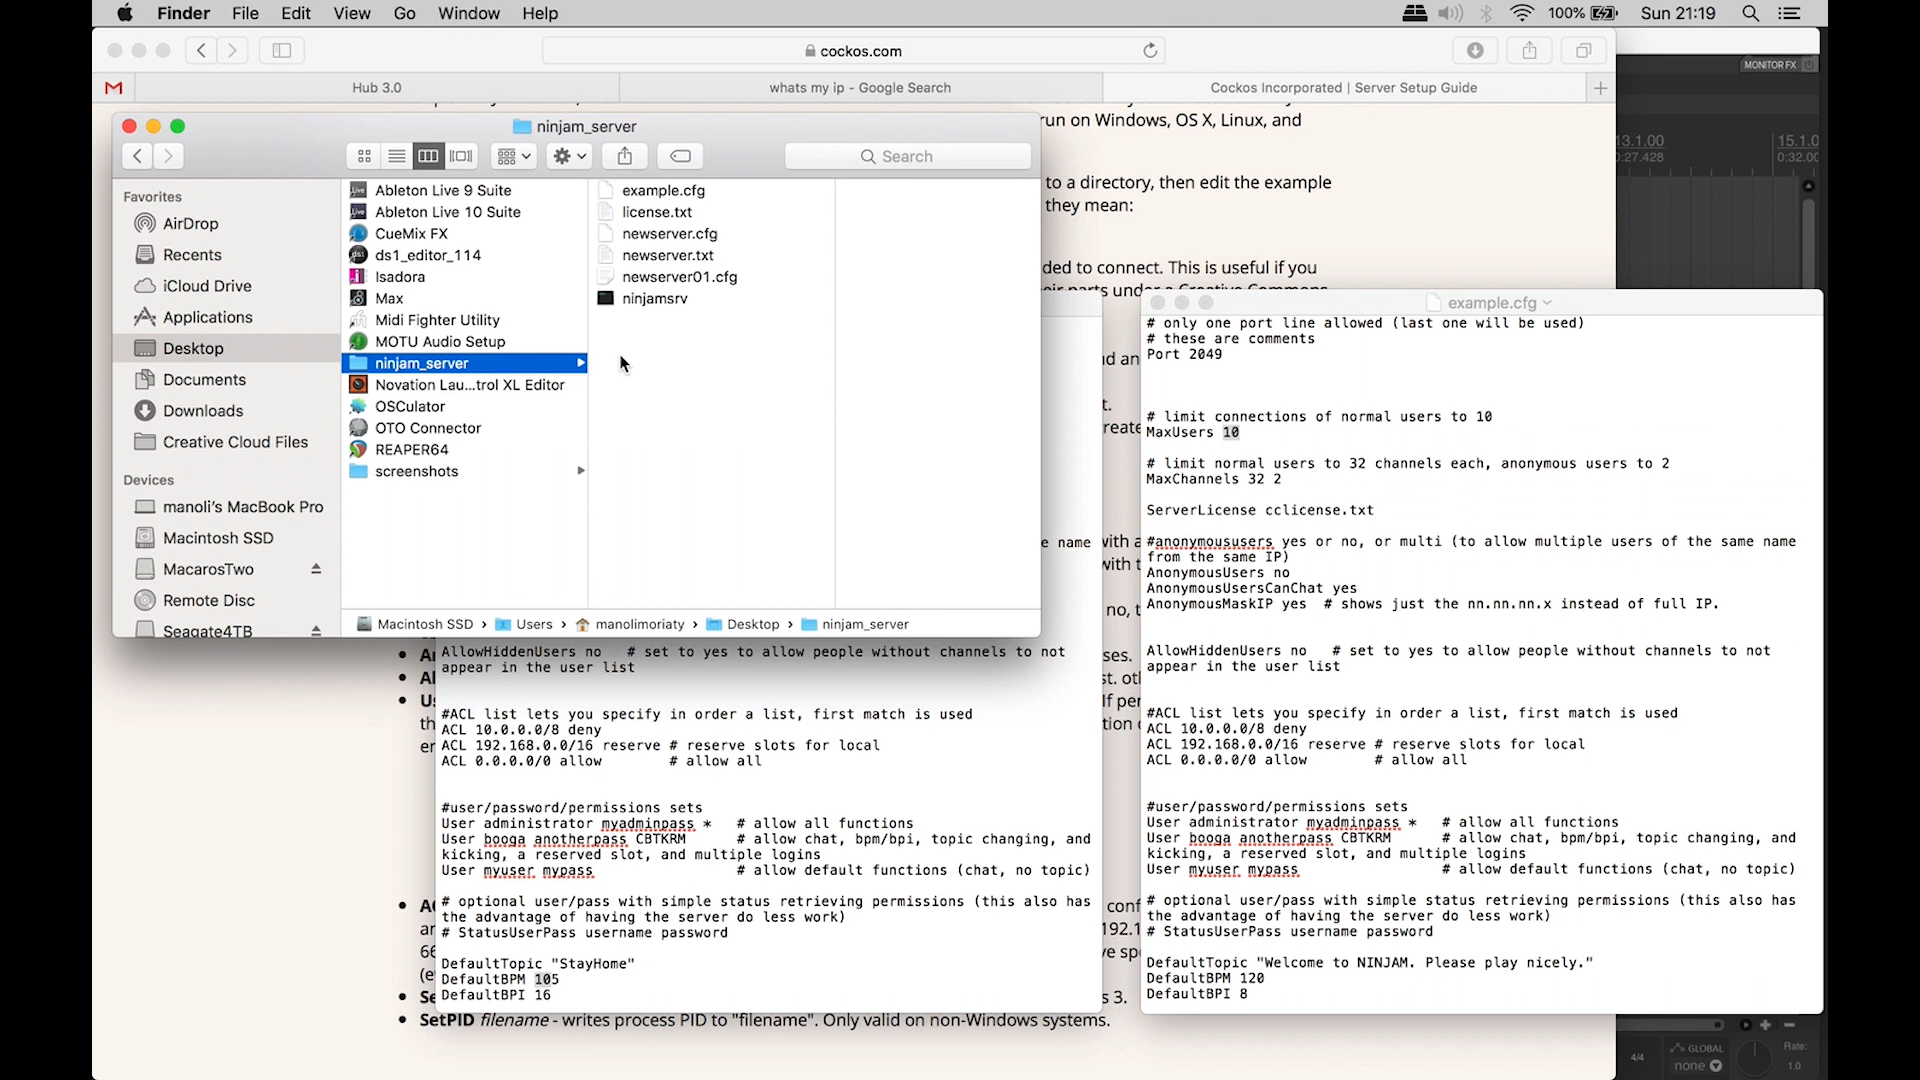 Finder File Edit View Go Window Help 100% Sun 21:19
cockos.com
MONITOR FX
Hub 3.0
whats my ip - Google Search
Cockos Incorporated | Server Setup Guide
run on Windows, OS X, Linux, and
to a directory, then edit the example
they mean:
ded to connect. This is useful if you
13.1.00
0:27.428
15.1.0
0:32.00
ninjam_server
Search
Favorites
AirDrop
Recents
iCloud Drive
Applications
Desktop
Documents
Downloads
Creative Cloud Files
Devices
manoli's MacBook Pro
Macintosh SSD
MacarosTwo
Remote Disc
Seagate4TB
Ableton Live 9 Suite
Ableton Live 10 Suite
CueMix FX
ds1_editor_114
Isadora
Max
Midi Fighter Utility
MOTU Audio Setup
ninjam_server
Novation Lau...trol XL Editor
OSCulator
OTO Connector
REAPER64
screenshots
example.cfg
license.txt
newserver.cfg
newserver.txt
newserver01.cfg
ninjamsrv
Macintosh SSD › Users › manolimoriaty › Desktop › ninjam_server
e name
AllowHiddenUsers no # set to yes to allow people without channels to not
appear in the user list
#ACL list lets you specify in order a list, first match is used
ACL 10.0.0.0/8 deny
ACL 192.168.0.0/16 reserve # reserve slots for local
ACL 0.0.0.0/0 allow # allow all
#user/password/permissions sets
User administrator myadminpass * # allow all functions
User booga anotherpass CBTKRM # allow chat, bpm/bpi, topic changing, and
kicking, a reserved slot, and multiple logins
User myuser mypass # allow default functions (chat, no topic)
# optional user/pass with simple status retrieving permissions (this also has
the advantage of having the server do less work)
# StatusUserPass username password
DefaultTopic "StayHome"
DefaultBPM 105
DefaultBPI 16
SetPID filename - writes process PID to "filename". Only valid on non-Windows systems.
example.cfg
# only one port line allowed (last one will be used)
# these are comments
Port 2049
# limit connections of normal users to 10
MaxUsers 10
# limit normal users to 32 channels each, anonymous users to 2
MaxChannels 32 2
ServerLicense cclicense.txt
#anonymoususers yes or no, or multi (to allow multiple users of the same name
from the same IP)
AnonymousUsers no
AnonymousUsersCanChat yes
AnonymousMaskIP yes # shows just the nn.nn.nn.x instead of full IP.
AllowHiddenUsers no # set to yes to allow people without channels to not
appear in the user list
#ACL list lets you specify in order a list, first match is used
ACL 10.0.0.0/8 deny
ACL 192.168.0.0/16 reserve # reserve slots for local
ACL 0.0.0.0/0 allow # allow all
#user/password/permissions sets
User administrator myadminpass * # allow all functions
User booga anotherpass CBTKRM # allow chat, bpm/bpi, topic changing, and
kicking, a reserved slot, and multiple logins
User myuser mypass # allow default functions (chat, no topic)
# optional user/pass with simple status retrieving permissions (this also has
the advantage of having the server do less work)
# StatusUserPass username password
DefaultTopic "Welcome to NINJAM. Please play nicely."
DefaultBPM 120
DefaultBPI 8
4/4
GLOBAL
none
Rate:
1.0